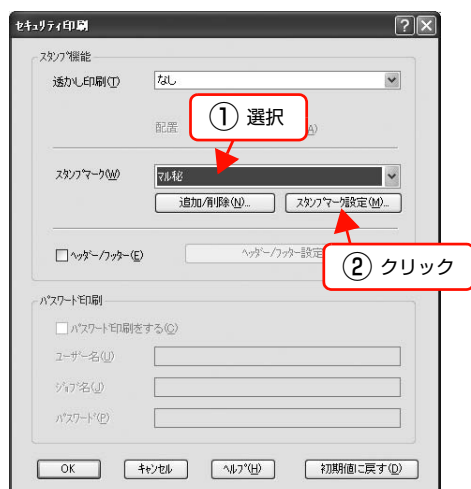 セキュリティ印刷
スタンプ機能
透かし印刷(T) なし
配置
① 選択
スタンプマーク(W) マル秘
追加/削除(N)... スタンプマーク設定(M)...
ヘッダー/フッター(E) ヘッダー/フッター設定
② クリック
パスワード印刷
パスワード印刷をする(C)
ユーザー名(U)
ジョブ名(J)
パスワード(P)
OK キャンセル ヘルプ(H) 初期値に戻す(D)